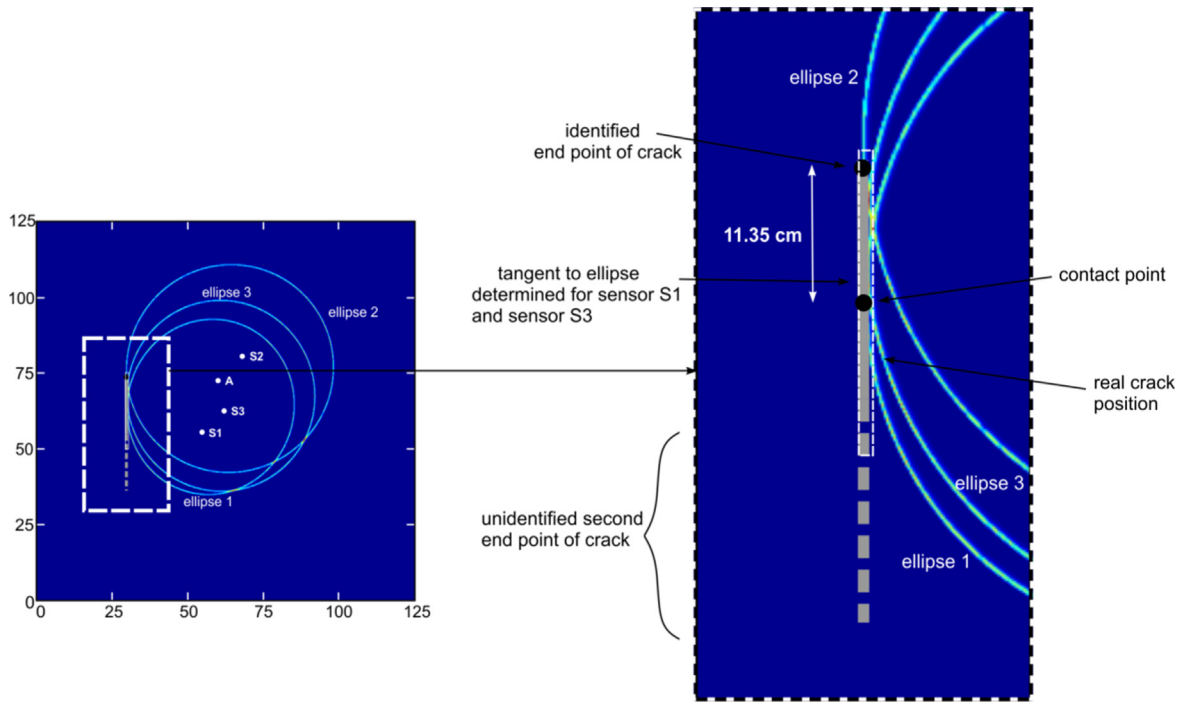 125
100
75
50
25
0
0
25
50
75
100
125
ellipse 3
ellipse 2
S2
A
S3
S1
ellipse 1
identified
end point of crack
tangent to ellipse
determined for sensor S1
and sensor S3
unidentified second
end point of crack
ellipse 2
11.35 cm
ellipse 3
ellipse 1
contact point
real crack
position